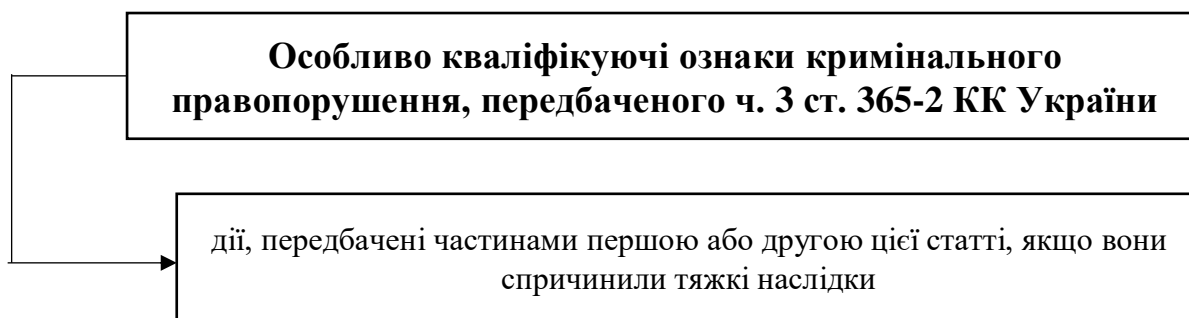 Особливо кваліфікуючі ознаки кримінального
правопорушення, передбаченого ч. 3 ст. 365-2 КК України
дії, передбачені частинами першою або другою цієї статті, якщо вони
спричинили тяжкі наслідки